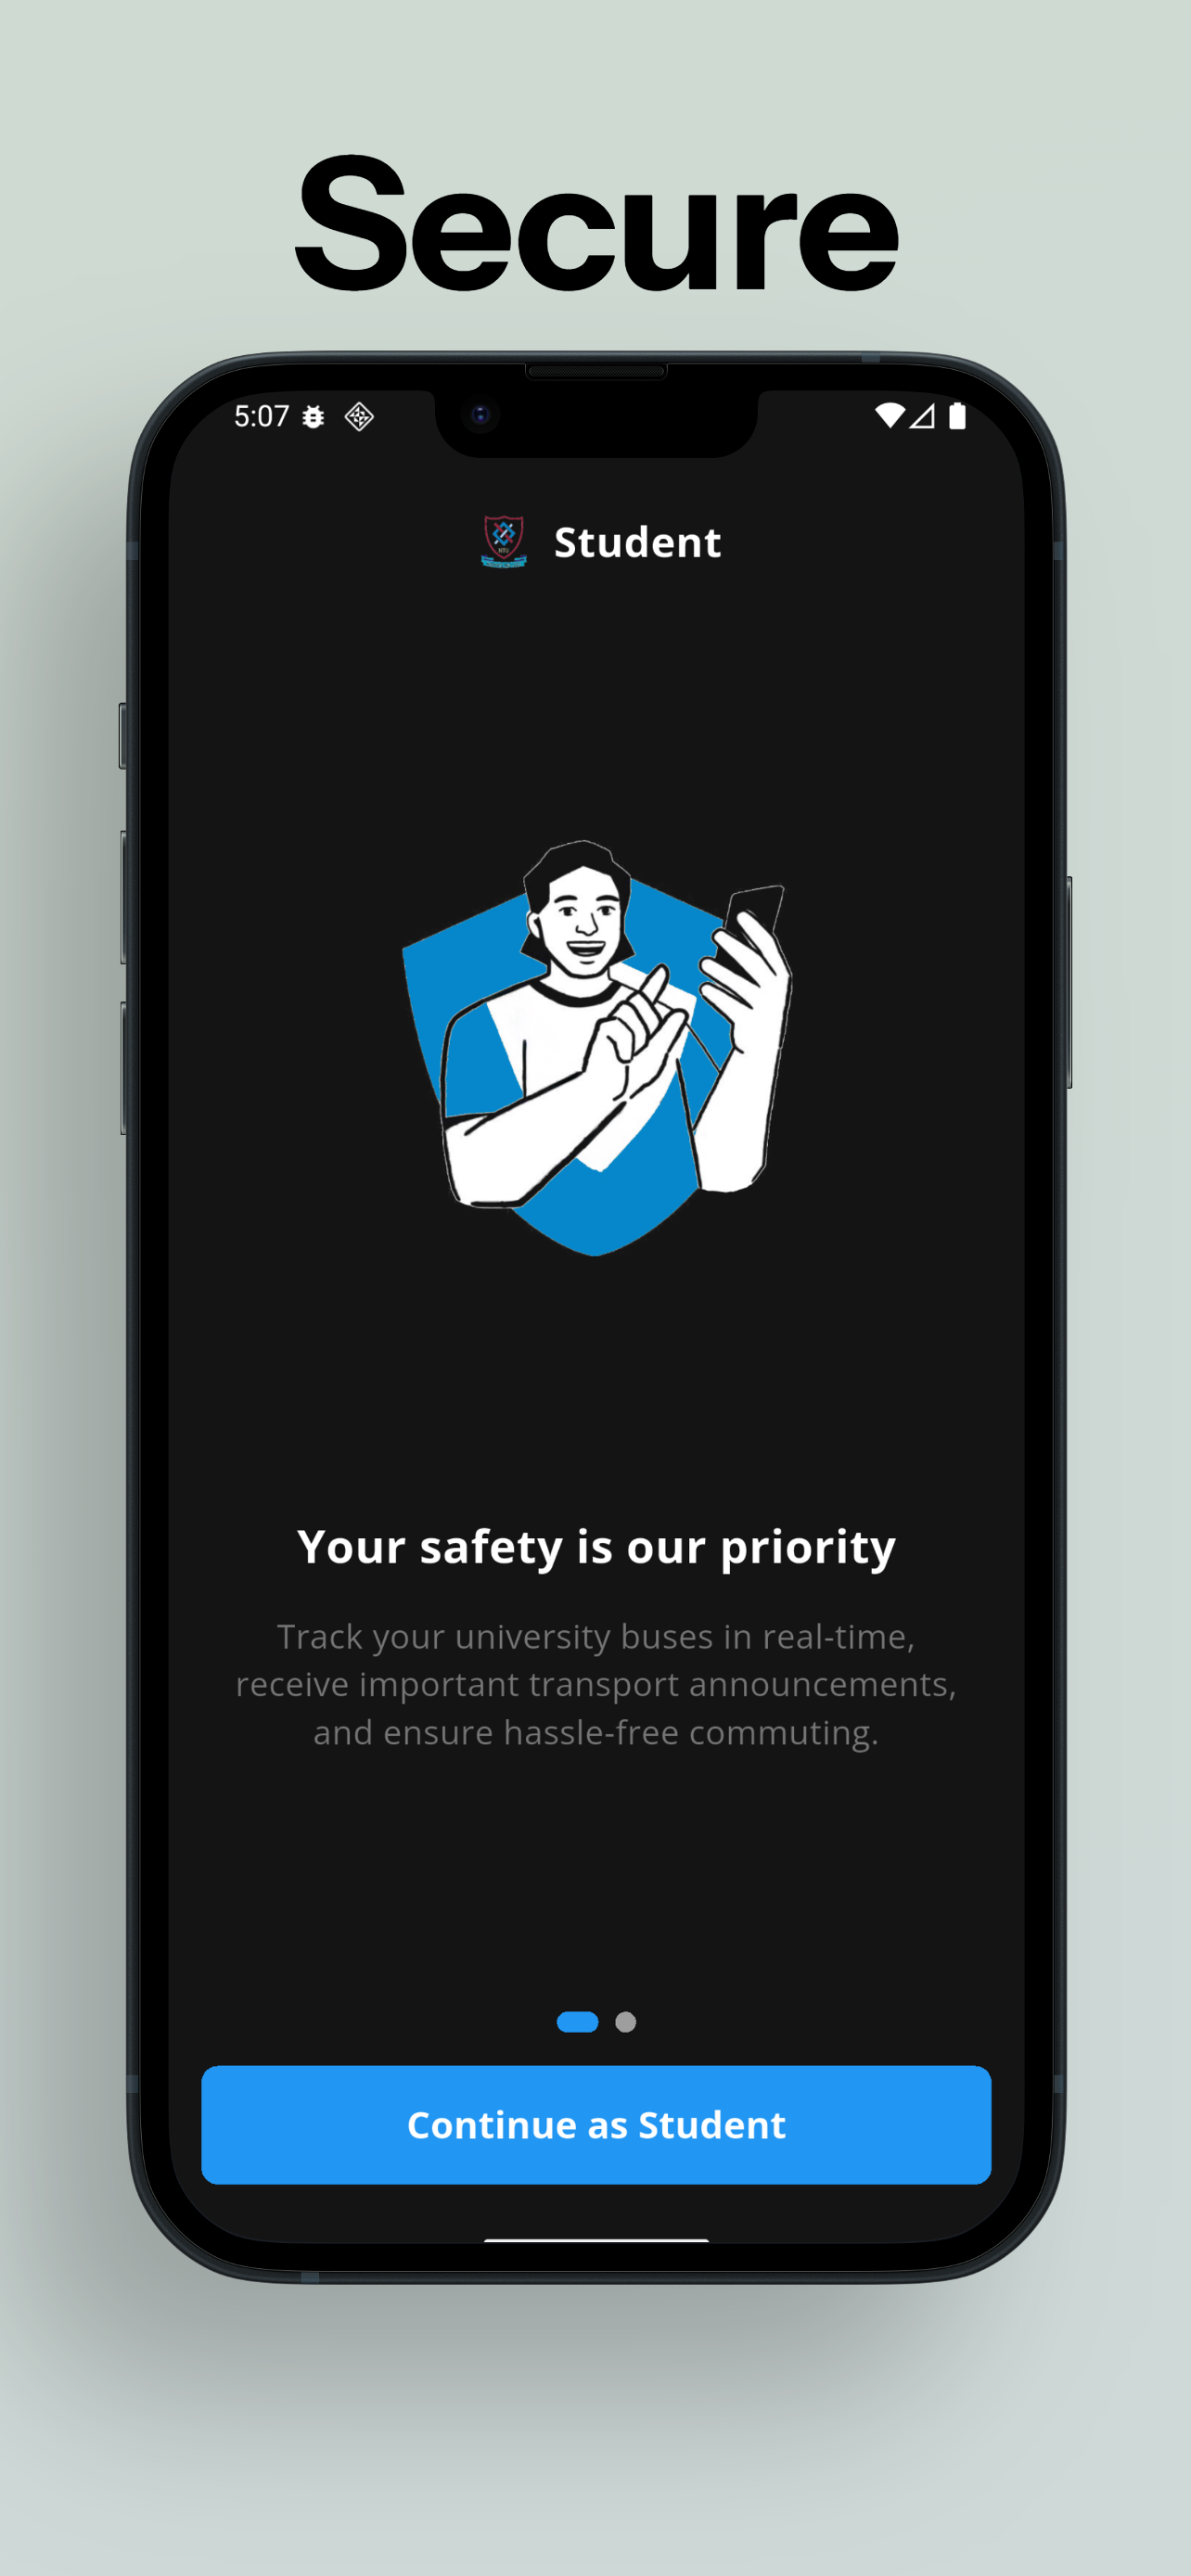 Secure
5:07
NTU
Student
Your safety is our priority
Track your university buses in real-time,
receive important transport announcements,
and ensure hassle-free commuting.
Continue as Student